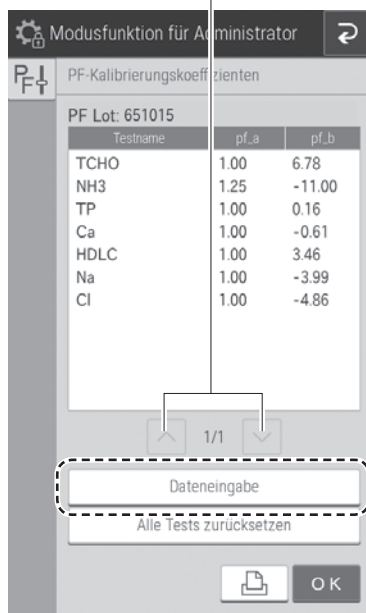 Modusfunktion für Administrator
PF PF-Kalibrierungskoeffizienten
PF Lot: 651015
Testname pf_a pf_b
TCHO 1.00 6.78
NH3 1.25 -11.00
TP 1.00 0.16
Ca 1.00 -0.61
HDLC 1.00 3.46
Na 1.00 -3.99
Cl 1.00 -4.86
1/1
Dateneingabe
Alle Tests zurücksetzen
OK